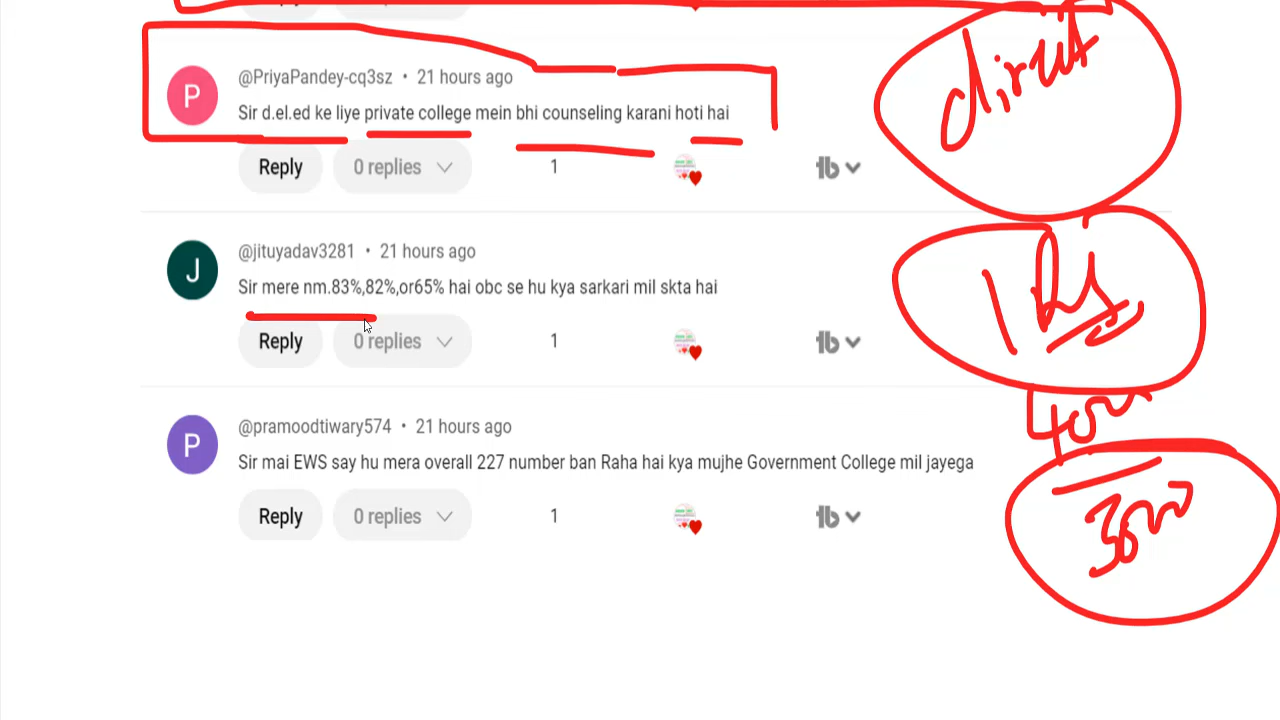 @PriyaPandey-cq3sz • 21 hours ago
Sir d.el.ed ke liye private college mein bhi counseling karani hoti hai
Reply 0 replies 1
direct
@jituyadav3281 • 21 hours ago
Sir mere nm.83%,82%,or65% hai obc se hu kya sarkari mil skta hai
Reply 0 replies 1
1 Rs
@pramoodtiwary574 • 21 hours ago
Sir mai EWS say hu mera overall 227 number ban Raha hai kya mujhe Government College mil jayega
Reply 0 replies 1